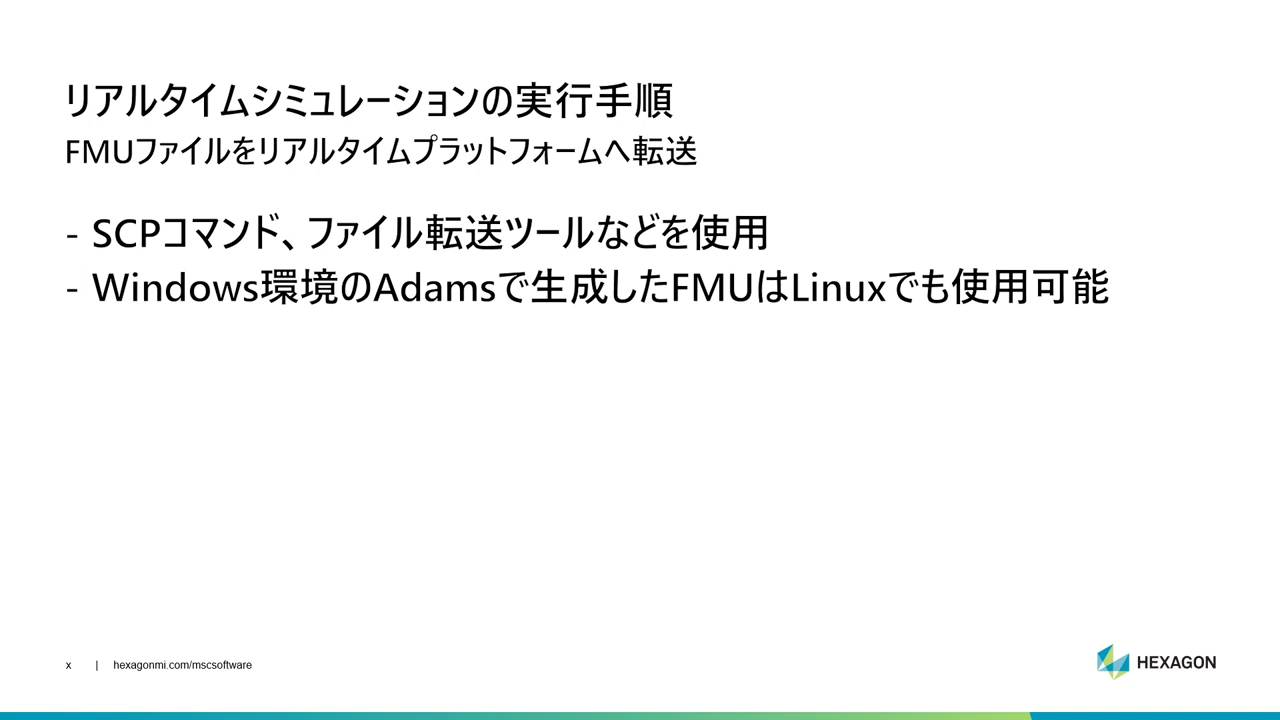 リアルタイムシミュレーションの実行手順
FMUファイルをリアルタイムプラットフォームへ転送
- SCPコマンド、ファイル転送ツールなどを使用
- Windows環境のAdamsで生成したFMUはLinuxでも使用可能
x | hexagonmi.com/mscsoftware
HEXAGON